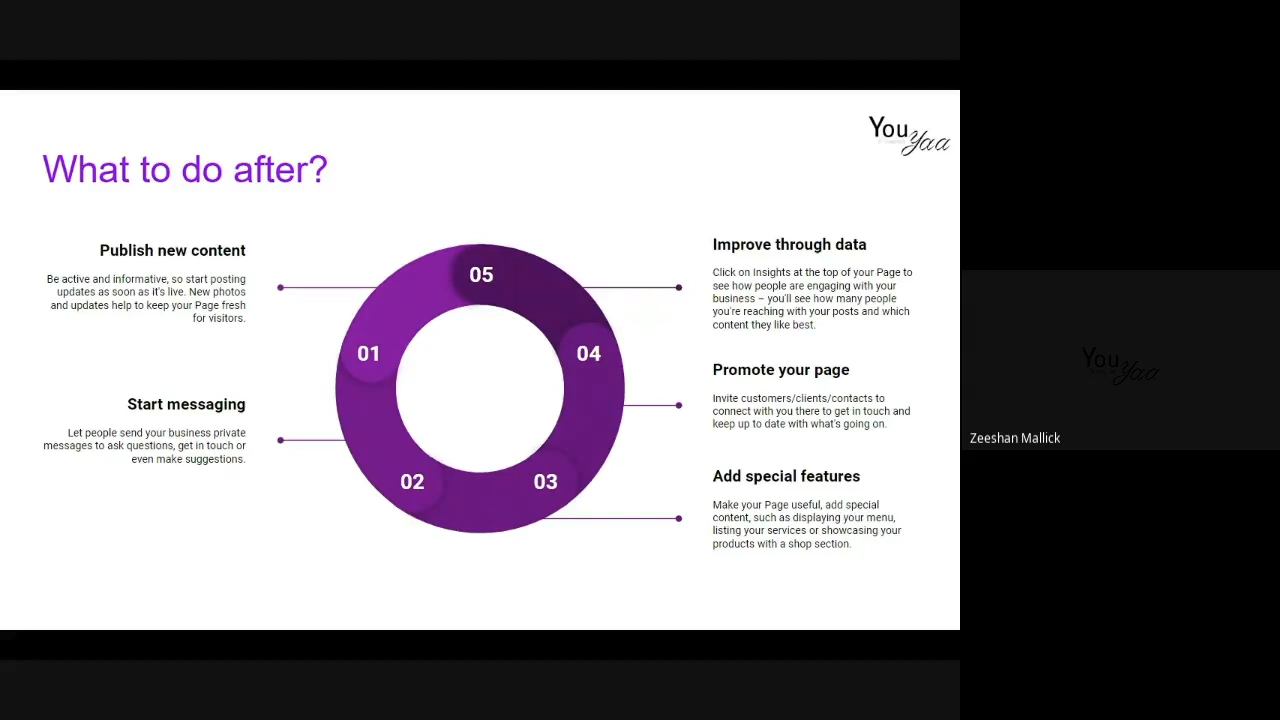 You
Yaa
What to do after?
Publish new content
Be active and informative, so start posting
updates as soon as it's live. New photos
and updates help to keep your Page fresh
for visitors.
Start messaging
Let people send your business private
messages to ask questions, get in touch or
even make suggestions.
05
01
04
02
03
Improve through data
Click on Insights at the top of your Page to
see how people are engaging with your
business – you'll see how many people
you're reaching with your posts and which
content they like best.
Promote your page
Invite customers/clients/contacts to
connect with you there to get in touch and
keep up to date with what's going on.
Add special features
Make your Page useful, add special
content, such as displaying your menu,
listing your services or showcasing your
products with a shop section.
You
Yaa
Zeeshan Mallick